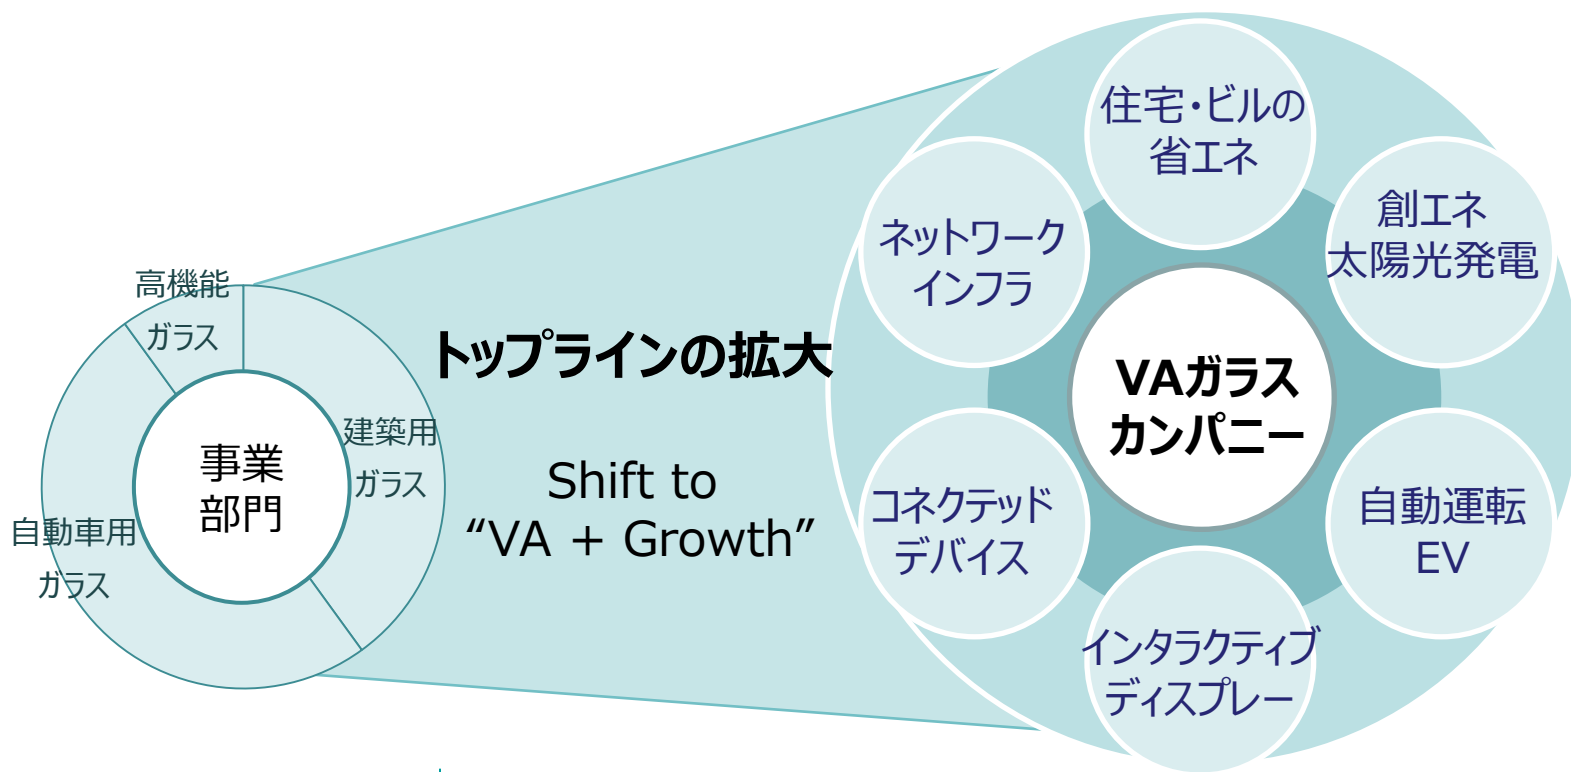 高機能
ガラス
建築用
ガラス
自動車用
ガラス
事業
部門
トップラインの拡大
Shift to
“VA + Growth”
住宅・ビルの
省エネ
創エネ
太陽光発電
自動運転
EV
インタラクティブ
ディスプレー
コネクテッド
デバイス
ネットワーク
インフラ
VAガラス
カンパニー